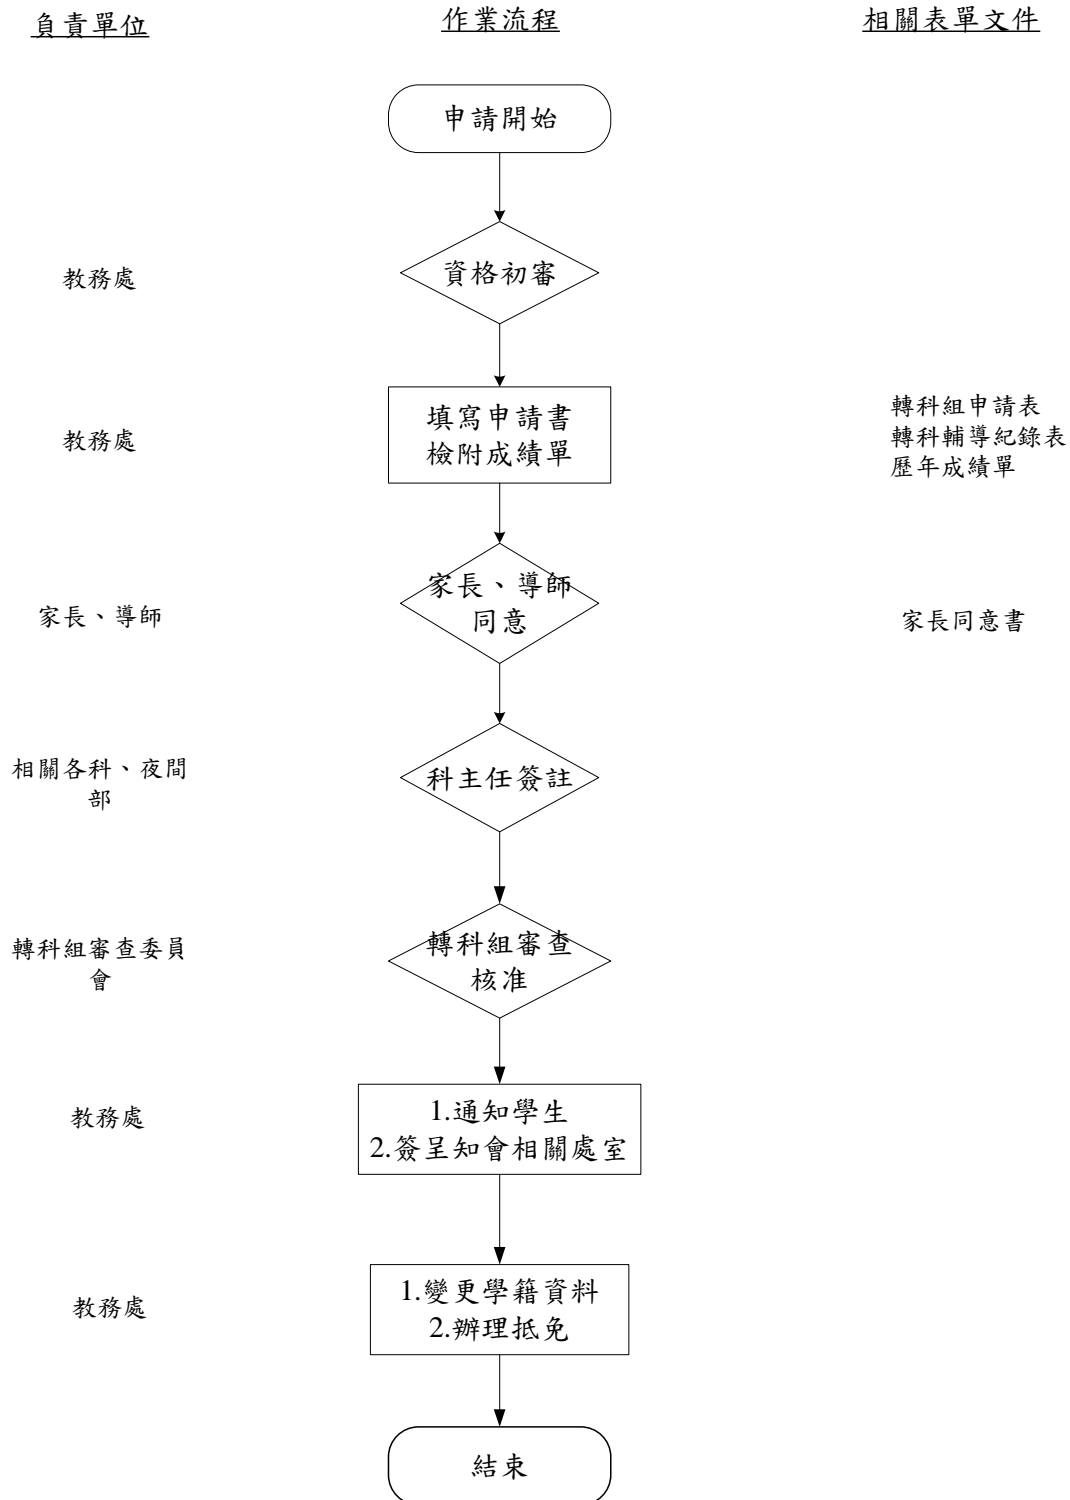 負責單位
作業流程
相關表單文件
申請開始
教務處
資格初審
教務處
填寫申請書
檢附成績單
轉科組申請表
轉科輔導紀錄表
歷年成績單
家長、導師
家長、導師
同意
家長同意書
相關各科、夜間
部
科主任簽註
轉科組審查委員
會
轉科組審查
核准
教務處
1.通知學生
2.簽呈知會相關處室
教務處
1.變更學籍資料
2.辦理抵免
結束